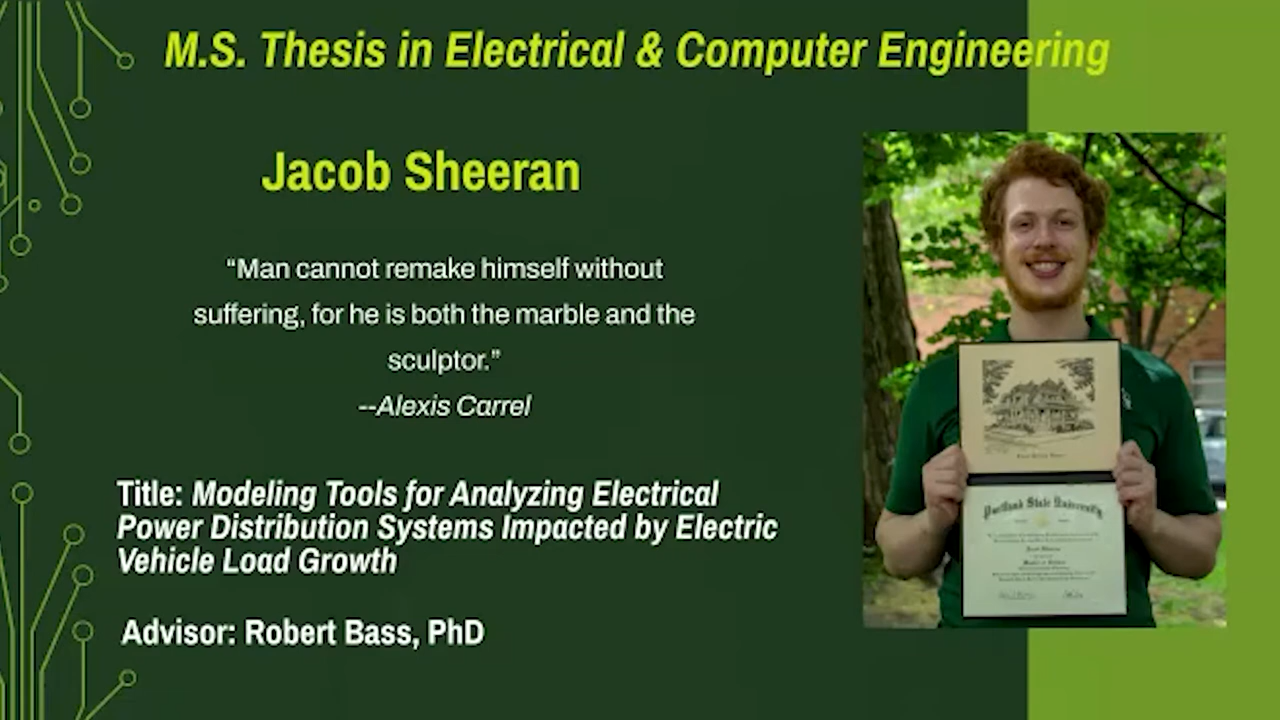 M.S. Thesis in Electrical & Computer Engineering
Jacob Sheeran
“Man cannot remake himself without
suffering, for he is both the marble and the
sculptor.”
--Alexis Carrel
Title: Modeling Tools for Analyzing Electrical
Power Distribution Systems Impacted by Electric
Vehicle Load Growth
Advisor: Robert Bass, PhD
Portland State University